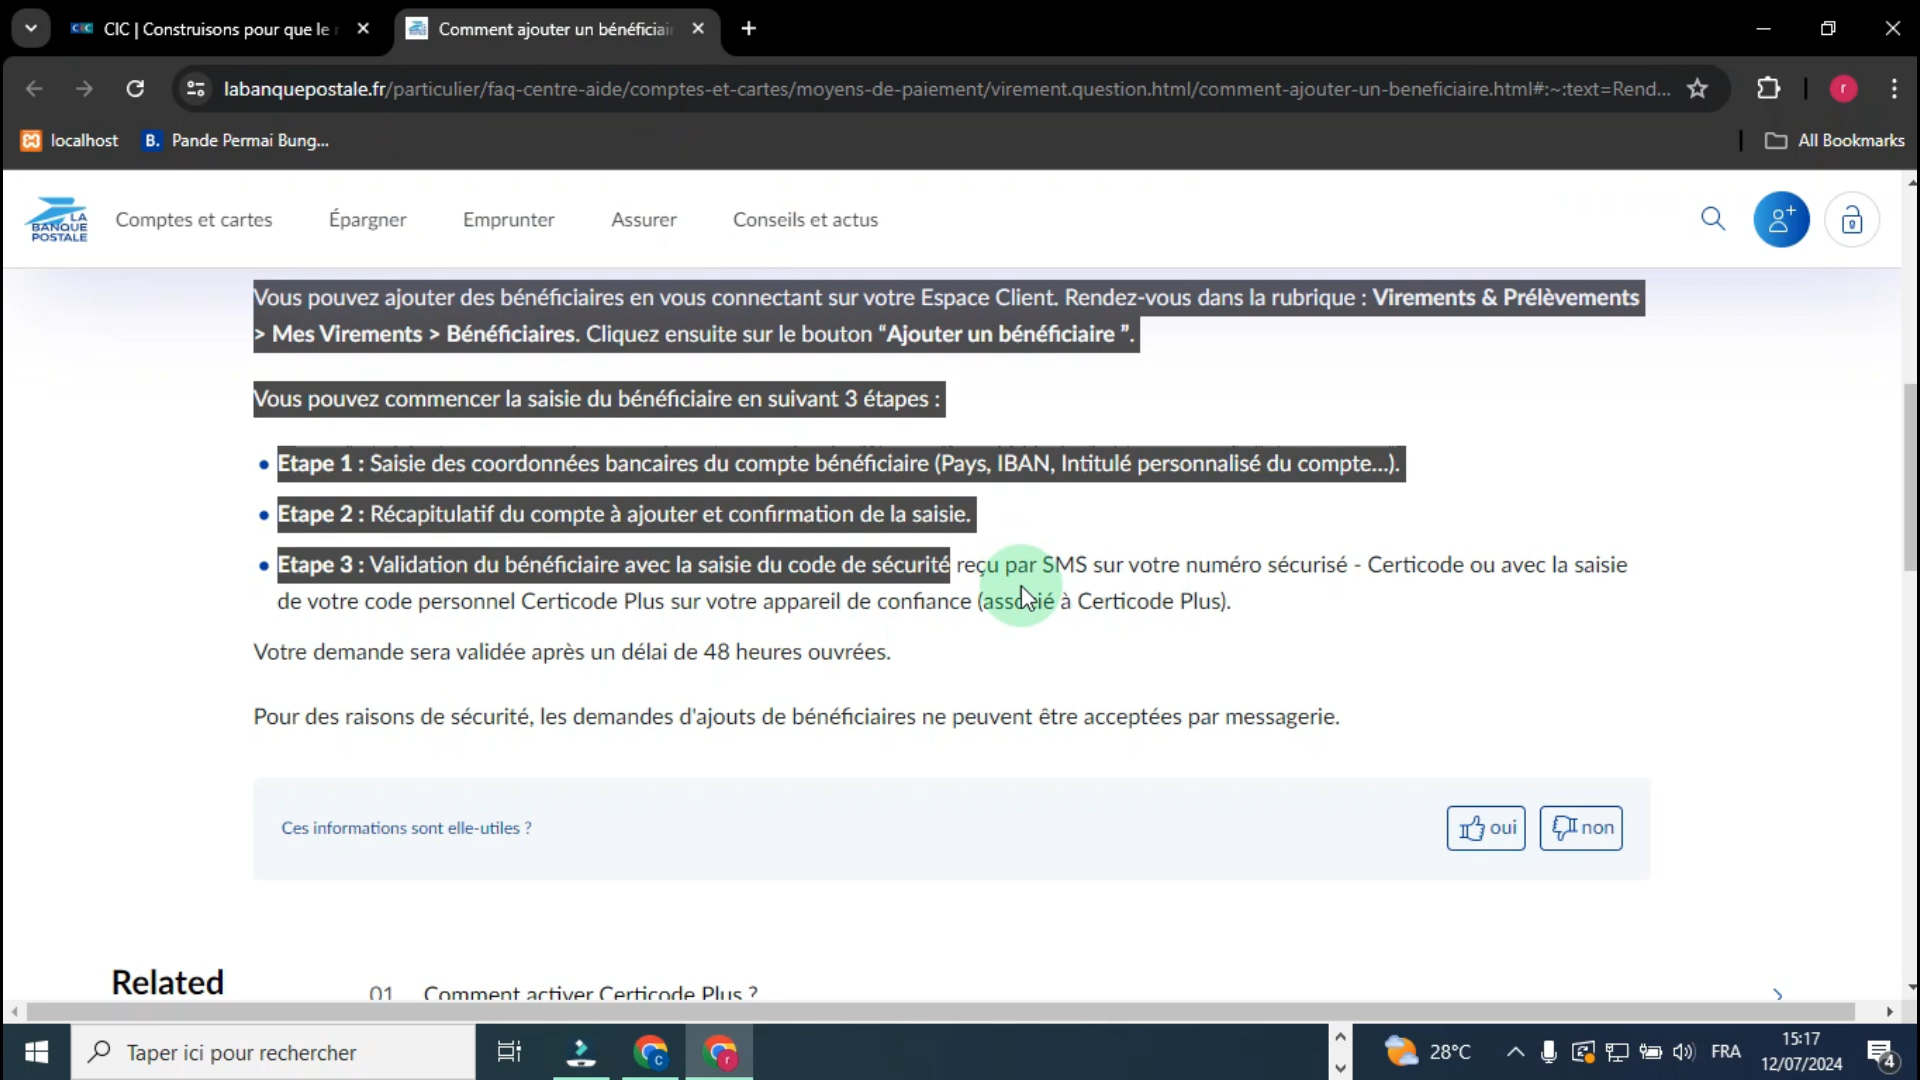 CIC | Construisons pour que le
Comment ajouter un bénéficiai
labanquepostale.fr/particulier/faq-centre-aide/comptes-et-cartes/moyens-de-paiement/virement.question.html/comment-ajouter-un-beneficiaire.html#:~:text=Rend...
r
localhost
B. Pande Permai Bung...
All Bookmarks
LA BANQUE POSTALE
Comptes et cartes
Épargner
Emprunter
Assurer
Conseils et actus
Vous pouvez ajouter des bénéficiaires en vous connectant sur votre Espace Client. Rendez-vous dans la rubrique : Virements & Prélèvements
> Mes Virements > Bénéficiaires. Cliquez ensuite sur le bouton “Ajouter un bénéficiaire ”.
Vous pouvez commencer la saisie du bénéficiaire en suivant 3 étapes :
• Etape 1 : Saisie des coordonnées bancaires du compte bénéficiaire (Pays, IBAN, Intitulé personnalisé du compte...).
• Etape 2 : Récapitulatif du compte à ajouter et confirmation de la saisie.
• Etape 3 : Validation du bénéficiaire avec la saisie du code de sécurité reçu par SMS sur votre numéro sécurisé - Certicode ou avec la saisie
de votre code personnel Certicode Plus sur votre appareil de confiance (associé à Certicode Plus).
Votre demande sera validée après un délai de 48 heures ouvrées.
Pour des raisons de sécurité, les demandes d'ajouts de bénéficiaires ne peuvent être acceptées par messagerie.
Ces informations sont elle-utiles ?
oui
non
Related
01 Comment activer Certicode Plus ?
Taper ici pour rechercher
28°C
FRA
15:17
12/07/2024
4